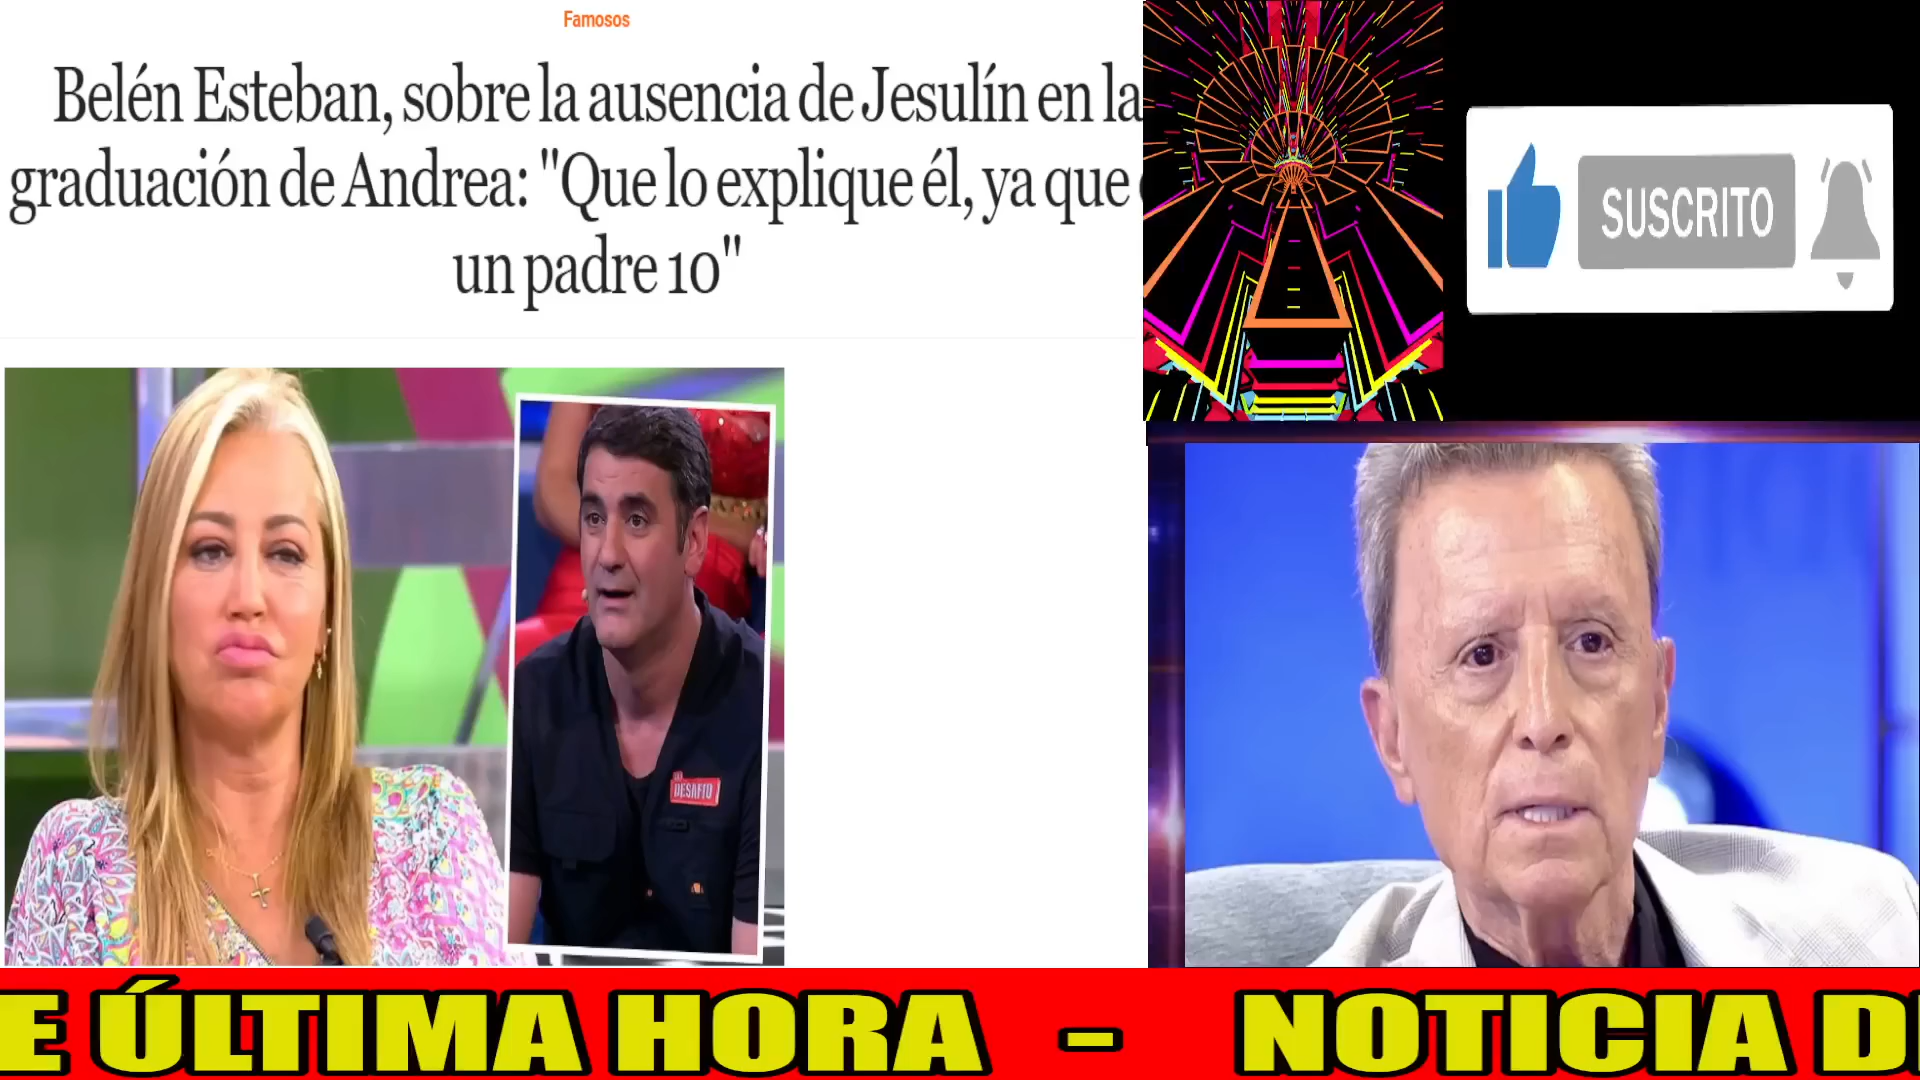 Famosos
Belén Esteban, sobre la ausencia de Jesulín en la
graduación de Andrea: "Que lo explique él, ya que
un padre 10"
SUSCRITO
DESAFÍO
E ÚLTIMA HORA - NOTICIA D